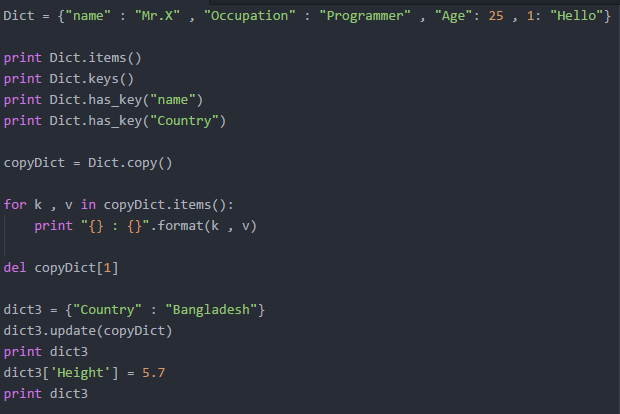 Dict = {"name" : "Mr.X" , "Occupation" : "Programmer" , "Age": 25 , 1: "Hello"}
print Dict.items()
print Dict.keys()
print Dict.has_key("name")
print Dict.has_key("Country")
copyDict = Dict.copy()
for k , v in copyDict.items():
    print "{} : {}".format(k , v)
del copyDict[1]
dict3 = {"Country" : "Bangladesh"}
dict3.update(copyDict)
print dict3
dict3['Height'] = 5.7
print dict3